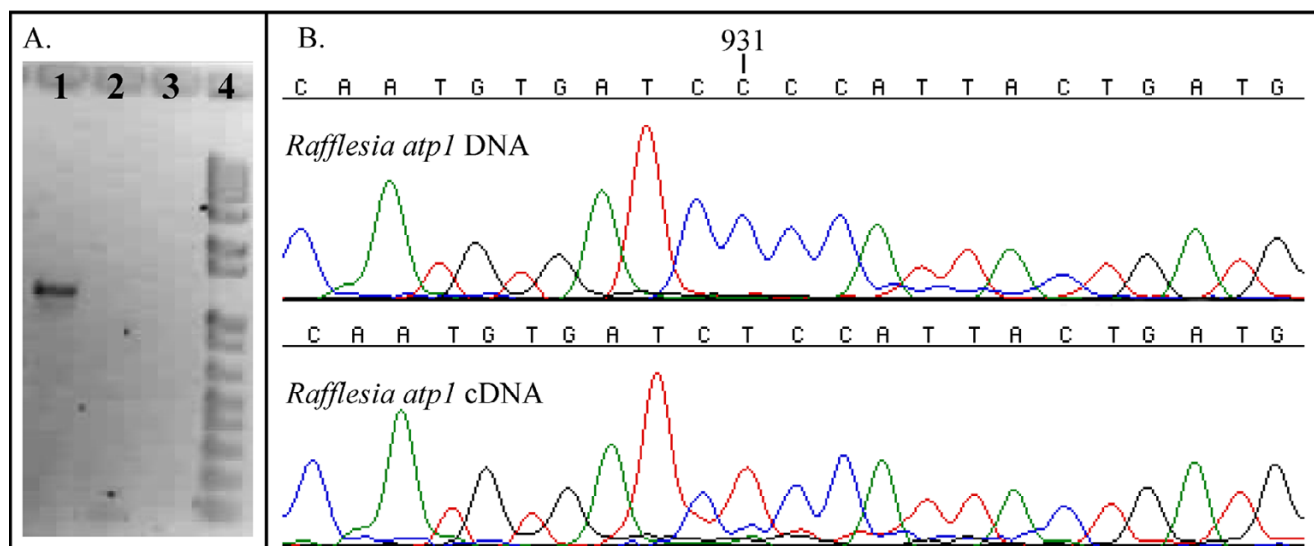 A.
1 2 3 4
B.
931
C A A T G T G A T C C C C A T T A C T G A T G
Rafflesia atp1 DNA
C A A T G T G A T C T C C A T T A C T G A T G
Rafflesia atp1 cDNA